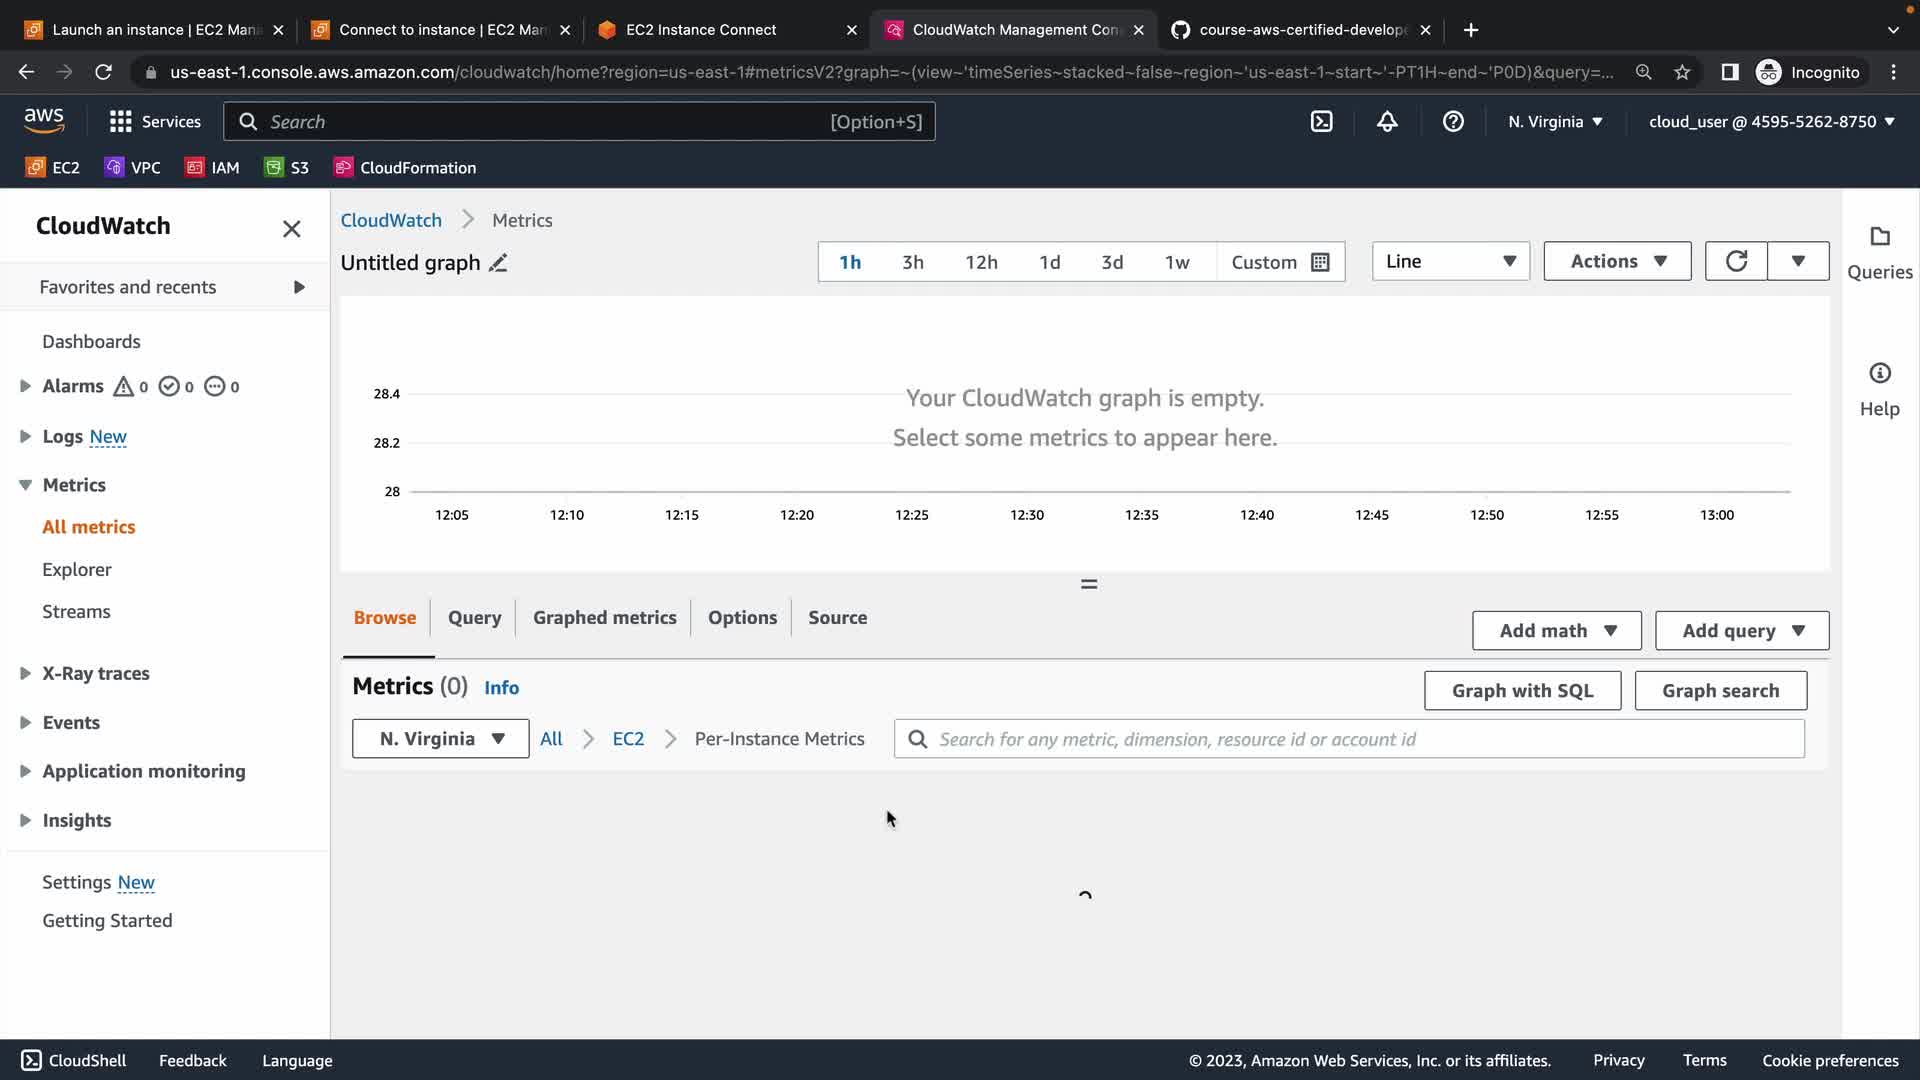 Launch an instance | EC2 Mana
Connect to instance | EC2 Man
EC2 Instance Connect
CloudWatch Management Con
course-aws-certified-develope
us-east-1.console.aws.amazon.com/cloudwatch/home?region=us-east-1#metricsV2?graph=~(view~'timeSeries~stacked~false~region~'us-east-1~start~'-PT1H~end~'P0D)&query=...
Incognito
aws
Services
Search
[Option+S]
N. Virginia
cloud_user @ 4595-5262-8750
EC2
VPC
IAM
S3
CloudFormation
CloudWatch
Favorites and recents
Dashboards
Alarms 0 0 0
Logs New
Metrics
All metrics
Explorer
Streams
X-Ray traces
Events
Application monitoring
Insights
Settings New
Getting Started
CloudWatch Metrics
Untitled graph
1h 3h 12h 1d 3d 1w Custom
Line
Actions
Queries
Help
28.4
28.2
28
Your CloudWatch graph is empty.
Select some metrics to appear here.
12:05 12:10 12:15 12:20 12:25 12:30 12:35 12:40 12:45 12:50 12:55 13:00
Browse Query Graphed metrics Options Source
Add math
Add query
Metrics (0) Info
Graph with SQL
Graph search
N. Virginia
All EC2 Per-Instance Metrics
Search for any metric, dimension, resource id or account id
CloudShell Feedback Language
© 2023, Amazon Web Services, Inc. or its affiliates. Privacy Terms Cookie preferences